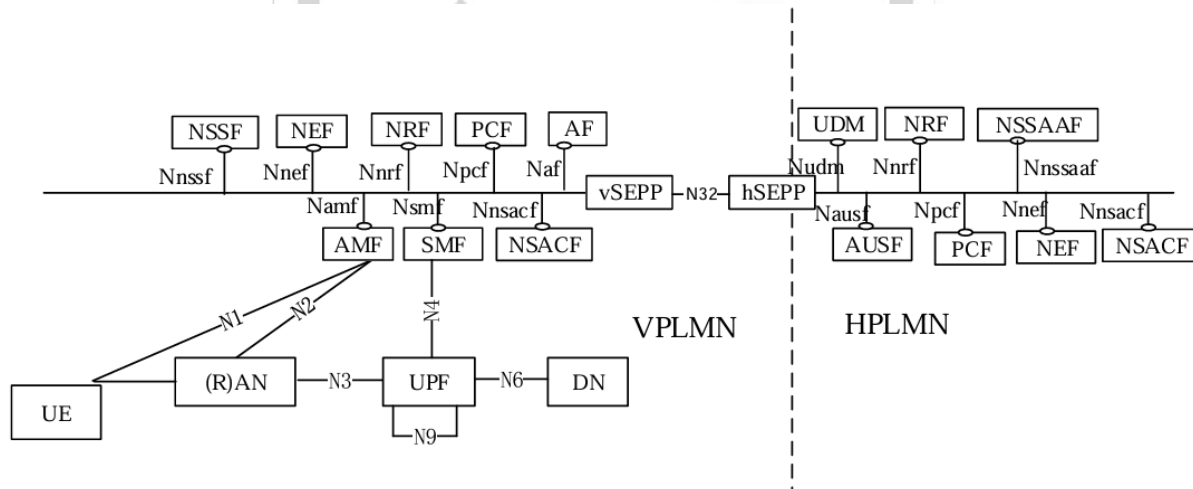 NSSF NEF NRF PCF AF UDM NRF NSSAAF
Nnssf Nnef Nnrf Npcf Naf Nudm Nnrf Nnssaaf
vSEPP N32 hSEPP
Namf Nsmf Nnsacf Nausf Npcf Nnef Nnsacf
AMF SMF NSACF AUSF PCF NEF NSACF
N1 N2 N4 VPLMN HPLMN
UE (R)AN N3 UPF N6 DN
N9